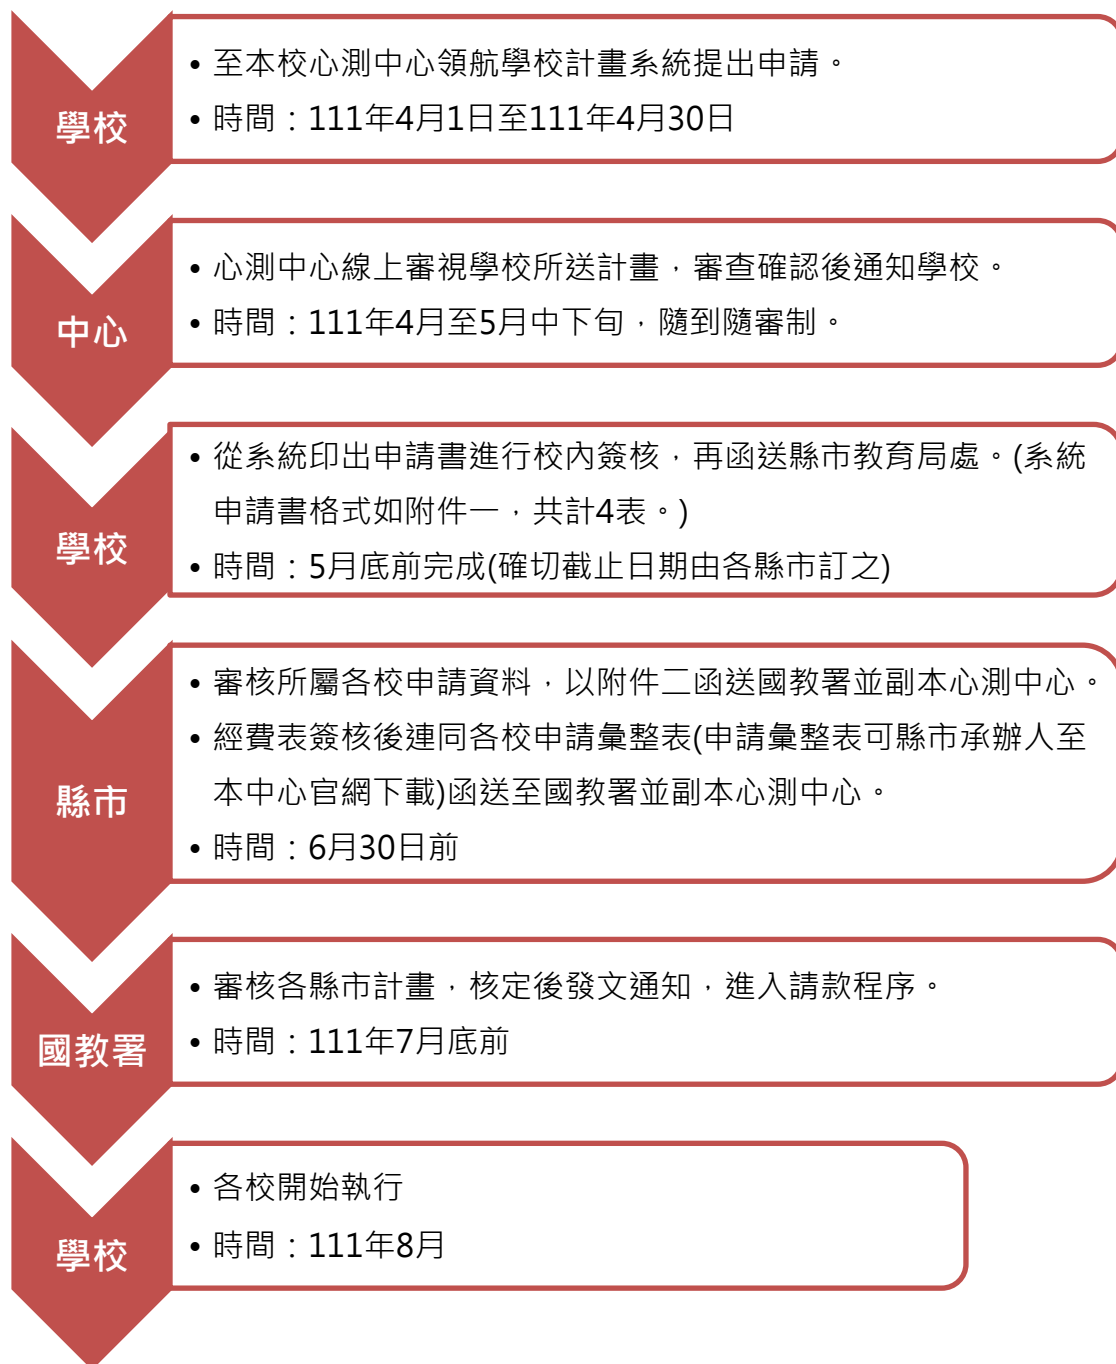 學校
• 至本校心測中心領航學校計畫系統提出申請。
• 時間：111年4月1日至111年4月30日
中心
• 心測中心線上審視學校所送計畫，審查確認後通知學校。
• 時間：111年4月至5月中下旬，隨到隨審制。
學校
• 從系統印出申請書進行校內簽核，再函送縣市教育局處。(系統
申請書格式如附件一，共計4表。)
• 時間：5月底前完成(確切截止日期由各縣市訂之)
縣市
• 審核所屬各校申請資料，以附件二函送國教署並副本心測中心。
• 經費表簽核後連同各校申請彙整表(申請彙整表可縣市承辦人至
本中心官網下載)函送至國教署並副本心測中心。
• 時間：6月30日前
國教署
• 審核各縣市計畫，核定後發文通知，進入請款程序。
• 時間：111年7月底前
學校
• 各校開始執行
• 時間：111年8月